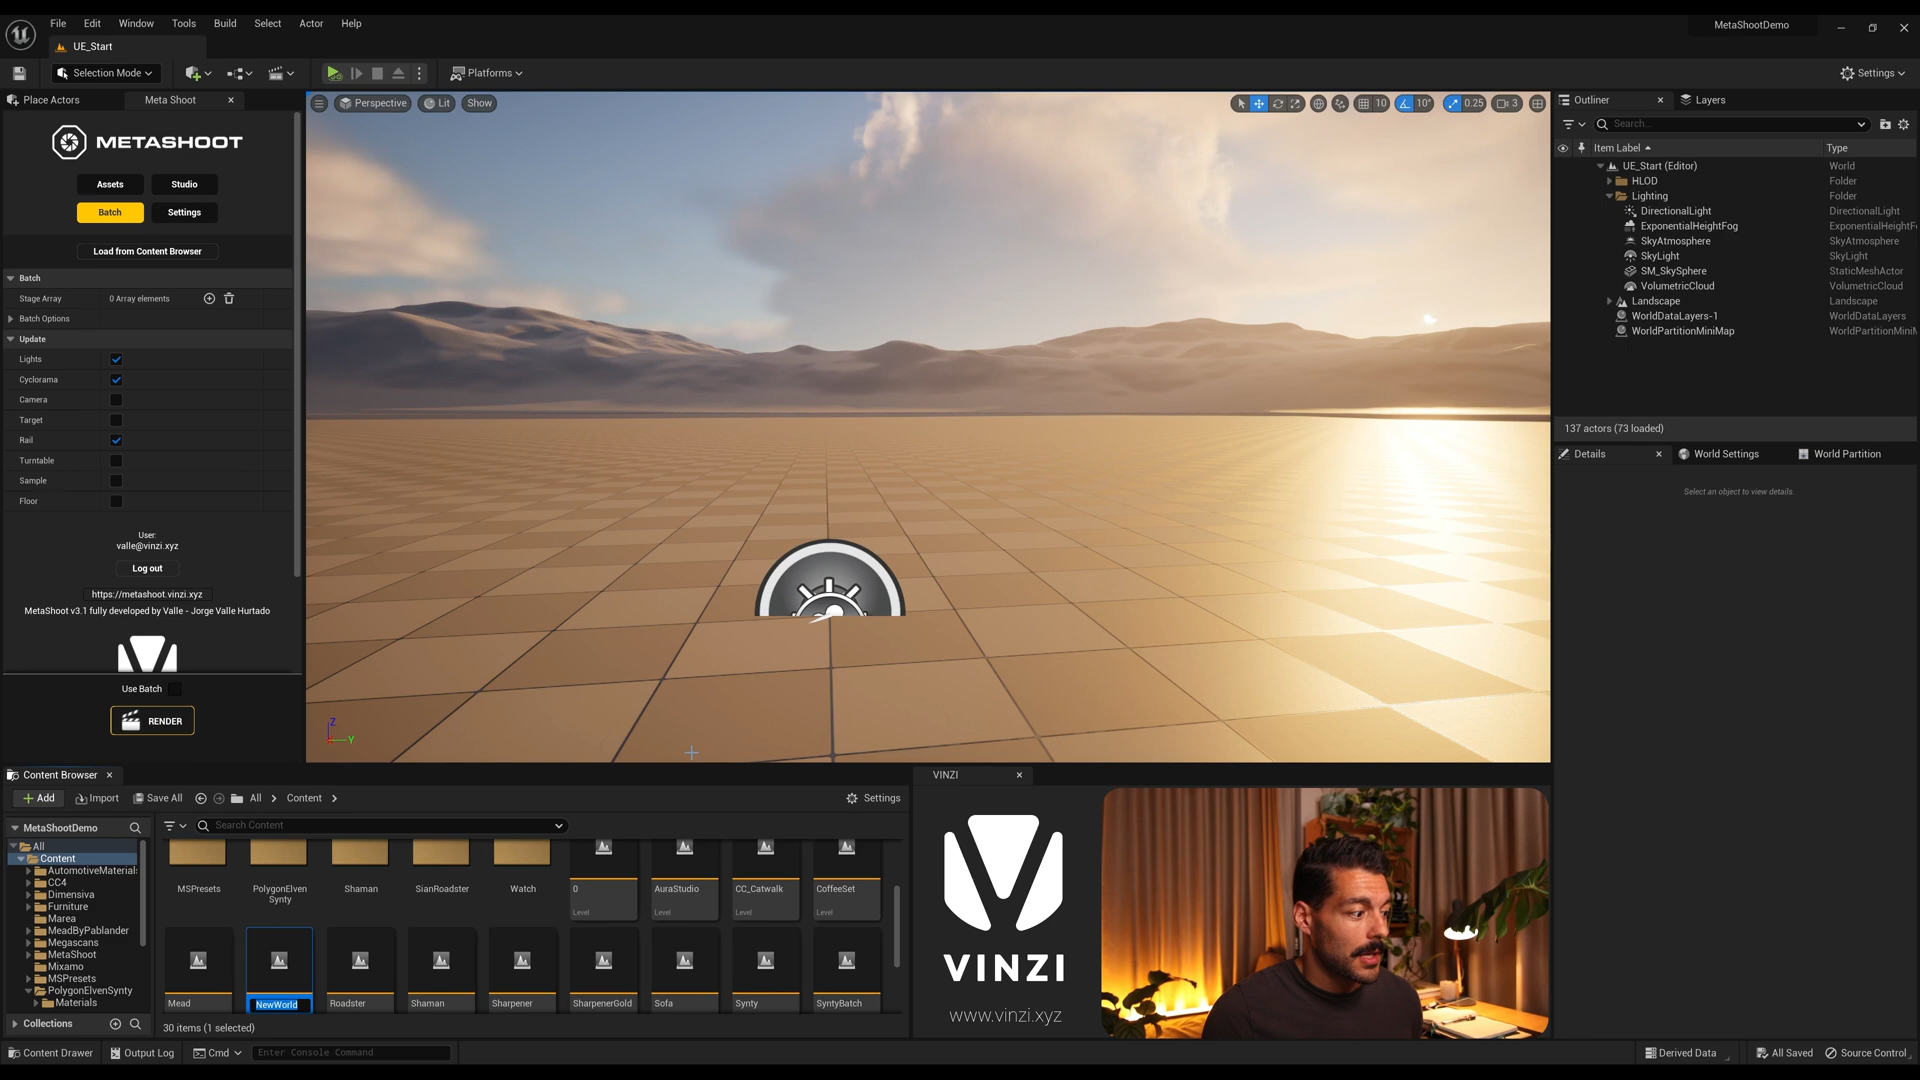 File Edit Window Tools Build Select Actor Help
MetaShootDemo
UE_Start
Selection Mode
Platforms
Settings
Place Actors
Meta Shoot
METASHOOT
Assets
Studio
Batch
Settings
Load from Content Browser
Batch
Stage Array 0 Array elements
Batch Options
Update
Lights
Cyclorama
Camera
Target
Rail
Turntable
Sample
Floor
User:
valle@vinzi.xyz
Log out
https://metashoot.vinzi.xyz
MetaShoot v3.1 fully developed by Valle - Jorge Valle Hurtado
Use Batch
RENDER
Perspective Lit Show
10 10° 0.25 3
Z
Y
Outliner Layers
Search...
Item Label Type
UE_Start (Editor) World
HLOD Folder
Lighting Folder
DirectionalLight DirectionalLight
ExponentialHeightFog ExponentialHeightF
SkyAtmosphere SkyAtmosphere
SkyLight SkyLight
SM_SkySphere StaticMeshActor
VolumetricCloud VolumetricCloud
Landscape Landscape
WorldDataLayers-1 WorldDataLayers
WorldPartitionMiniMap WorldPartitionMini
137 actors (73 loaded)
Details World Settings World Partition
Select an object to view details.
Content Browser
Add Import Save All All Content
Settings
MetaShootDemo
All
Content
AutomotiveMaterial
CC4
Dimensiva
Furniture
Marea
MeadByPablander
Megascans
MetaShoot
Mixamo
MSPresets
PolygonElvenSynty
Materials
Collections
Search Content
MSPresets
PolygonElven
Synty
Shaman
SianRoadster
Watch
0
Level
AuraStudio
Level
CC_Catwalk
Level
CoffeeSet
Level
Mead
NewWorld
Roadster
Shaman
Sharpener
SharpenerGold
Sofa
Synty
SyntyBatch
30 items (1 selected)
VINZI
VINZI
www.vinzi.xyz
Content Drawer
Output Log
Cmd
Enter Console Command
Derived Data
All Saved
Source Control